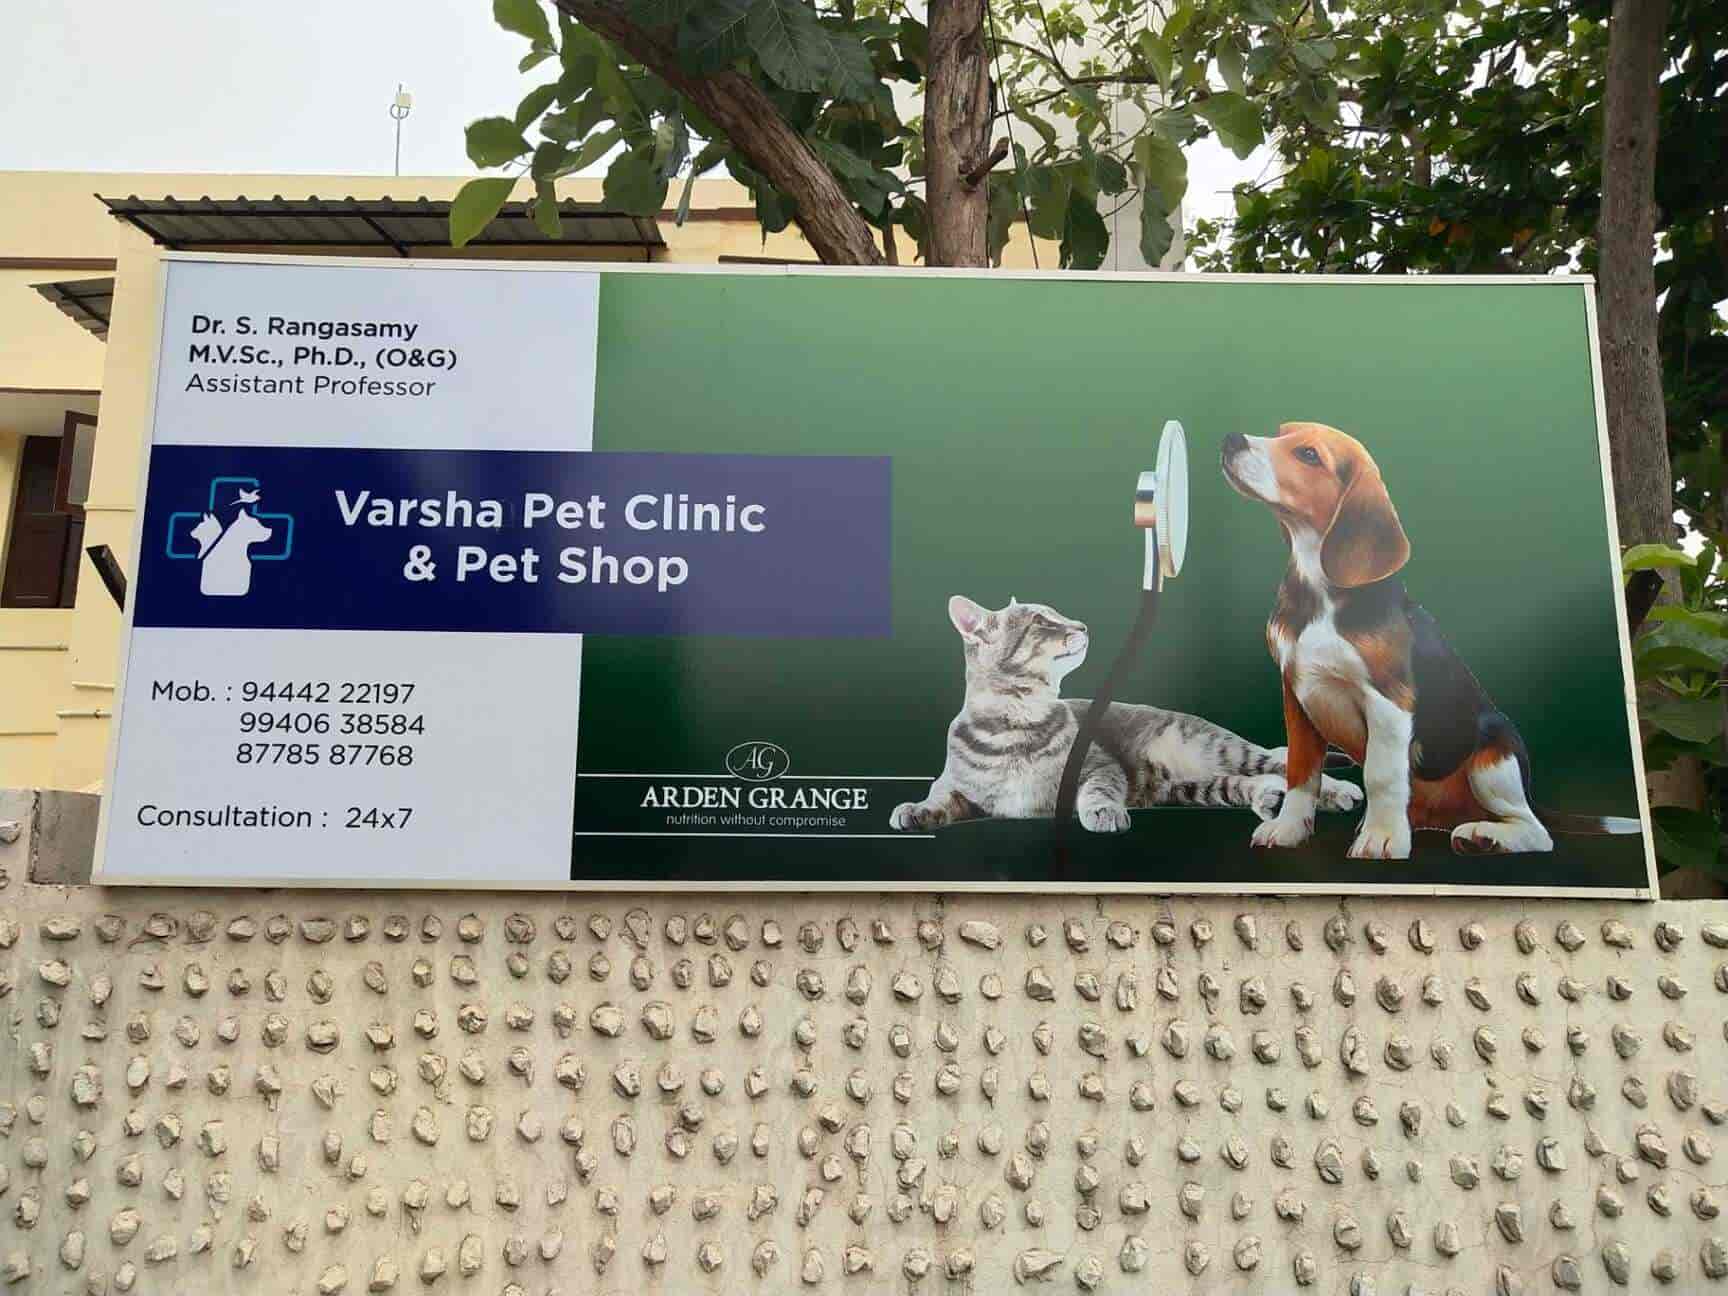 Dr. S. Rangasamy
M.V.Sc., Ph.D., (O&G)
Assistant Professor
Varsha Pet Clinic
& Pet Shop
Mob. : 94442 22197
99406 38584
87785 87768
Consultation : 24x7
AG
ARDEN GRANGE
nutrition without compromise